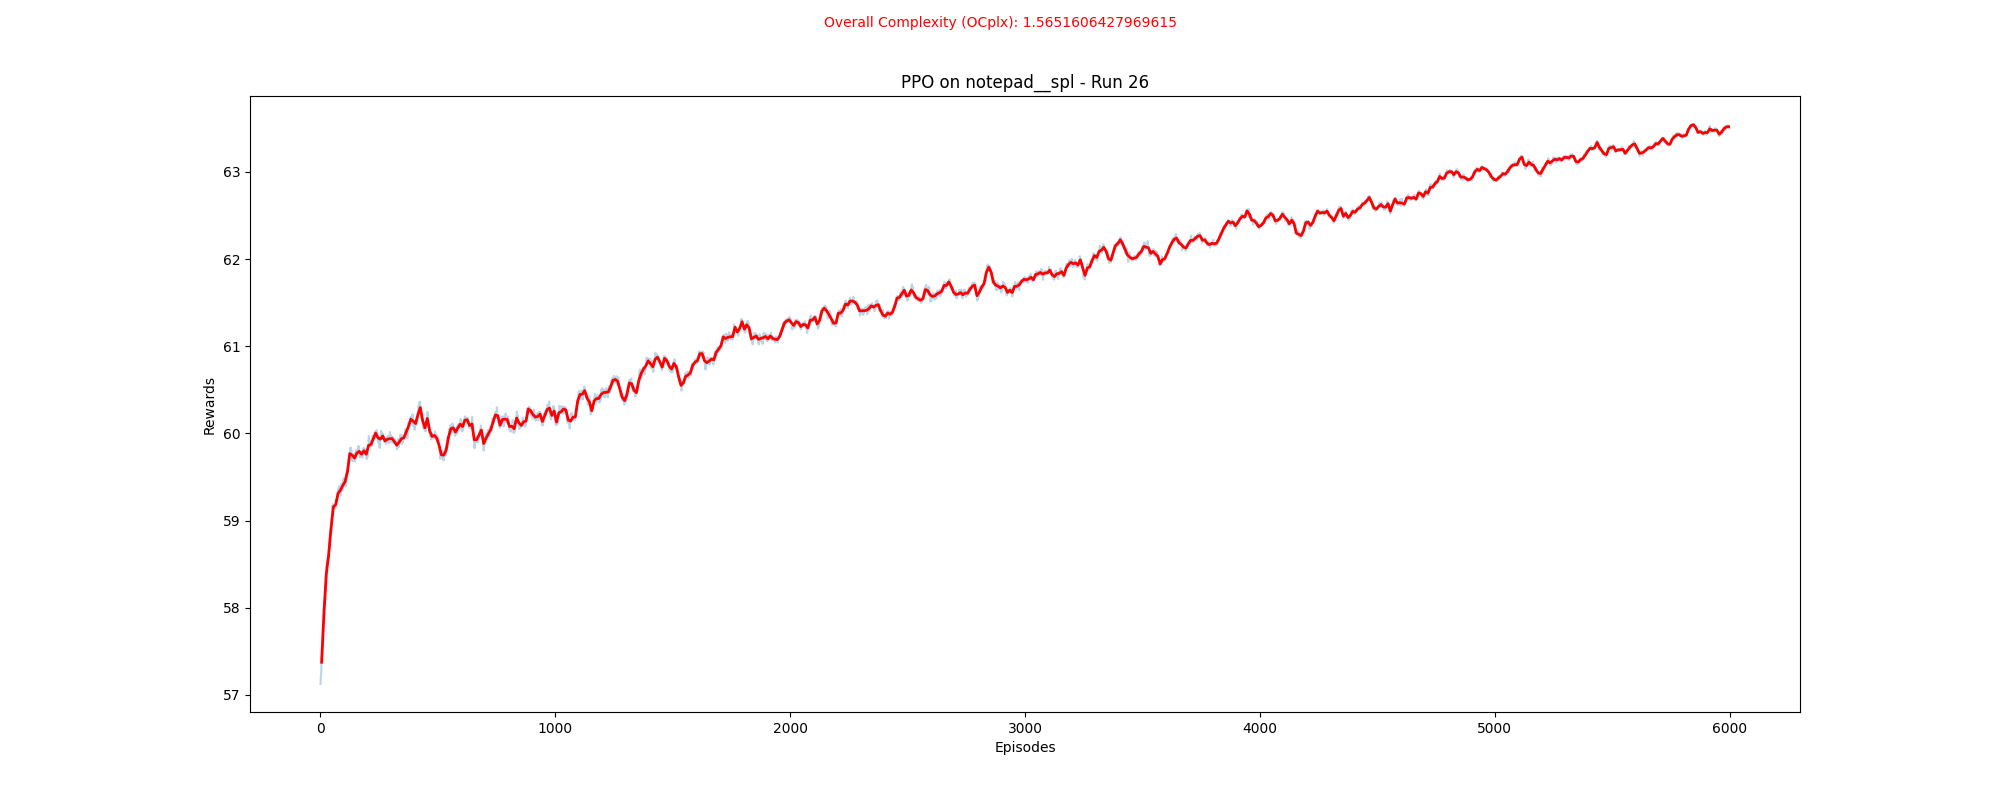 Overall Complexity (OCplx): 1.5651606427969615
PPO on notepad__spl - Run 26
Rewards
63
62
61
60
59
58
57
0 1000 2000 3000 4000 5000 6000
Episodes